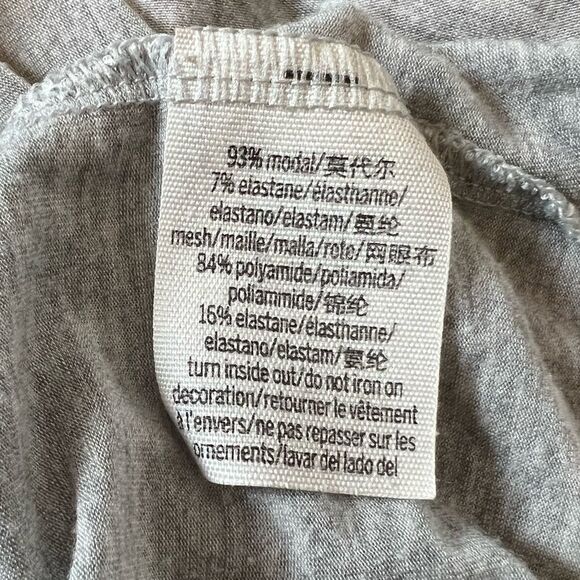 93% modal/莫代尔
7% elastane/élasthanne/
elastano/elastam/氨纶
mesh/maille/malla/rete/网眼布
84% polyamide/poliamida/
poliammide/锦纶
16% elastane/élasthanne/
elastano/elastam/氨纶
turn inside out/do not iron on
decoration/retourner le vêtement
à l'envers/ne pas repasser sur les
ornements/lavar del lado del